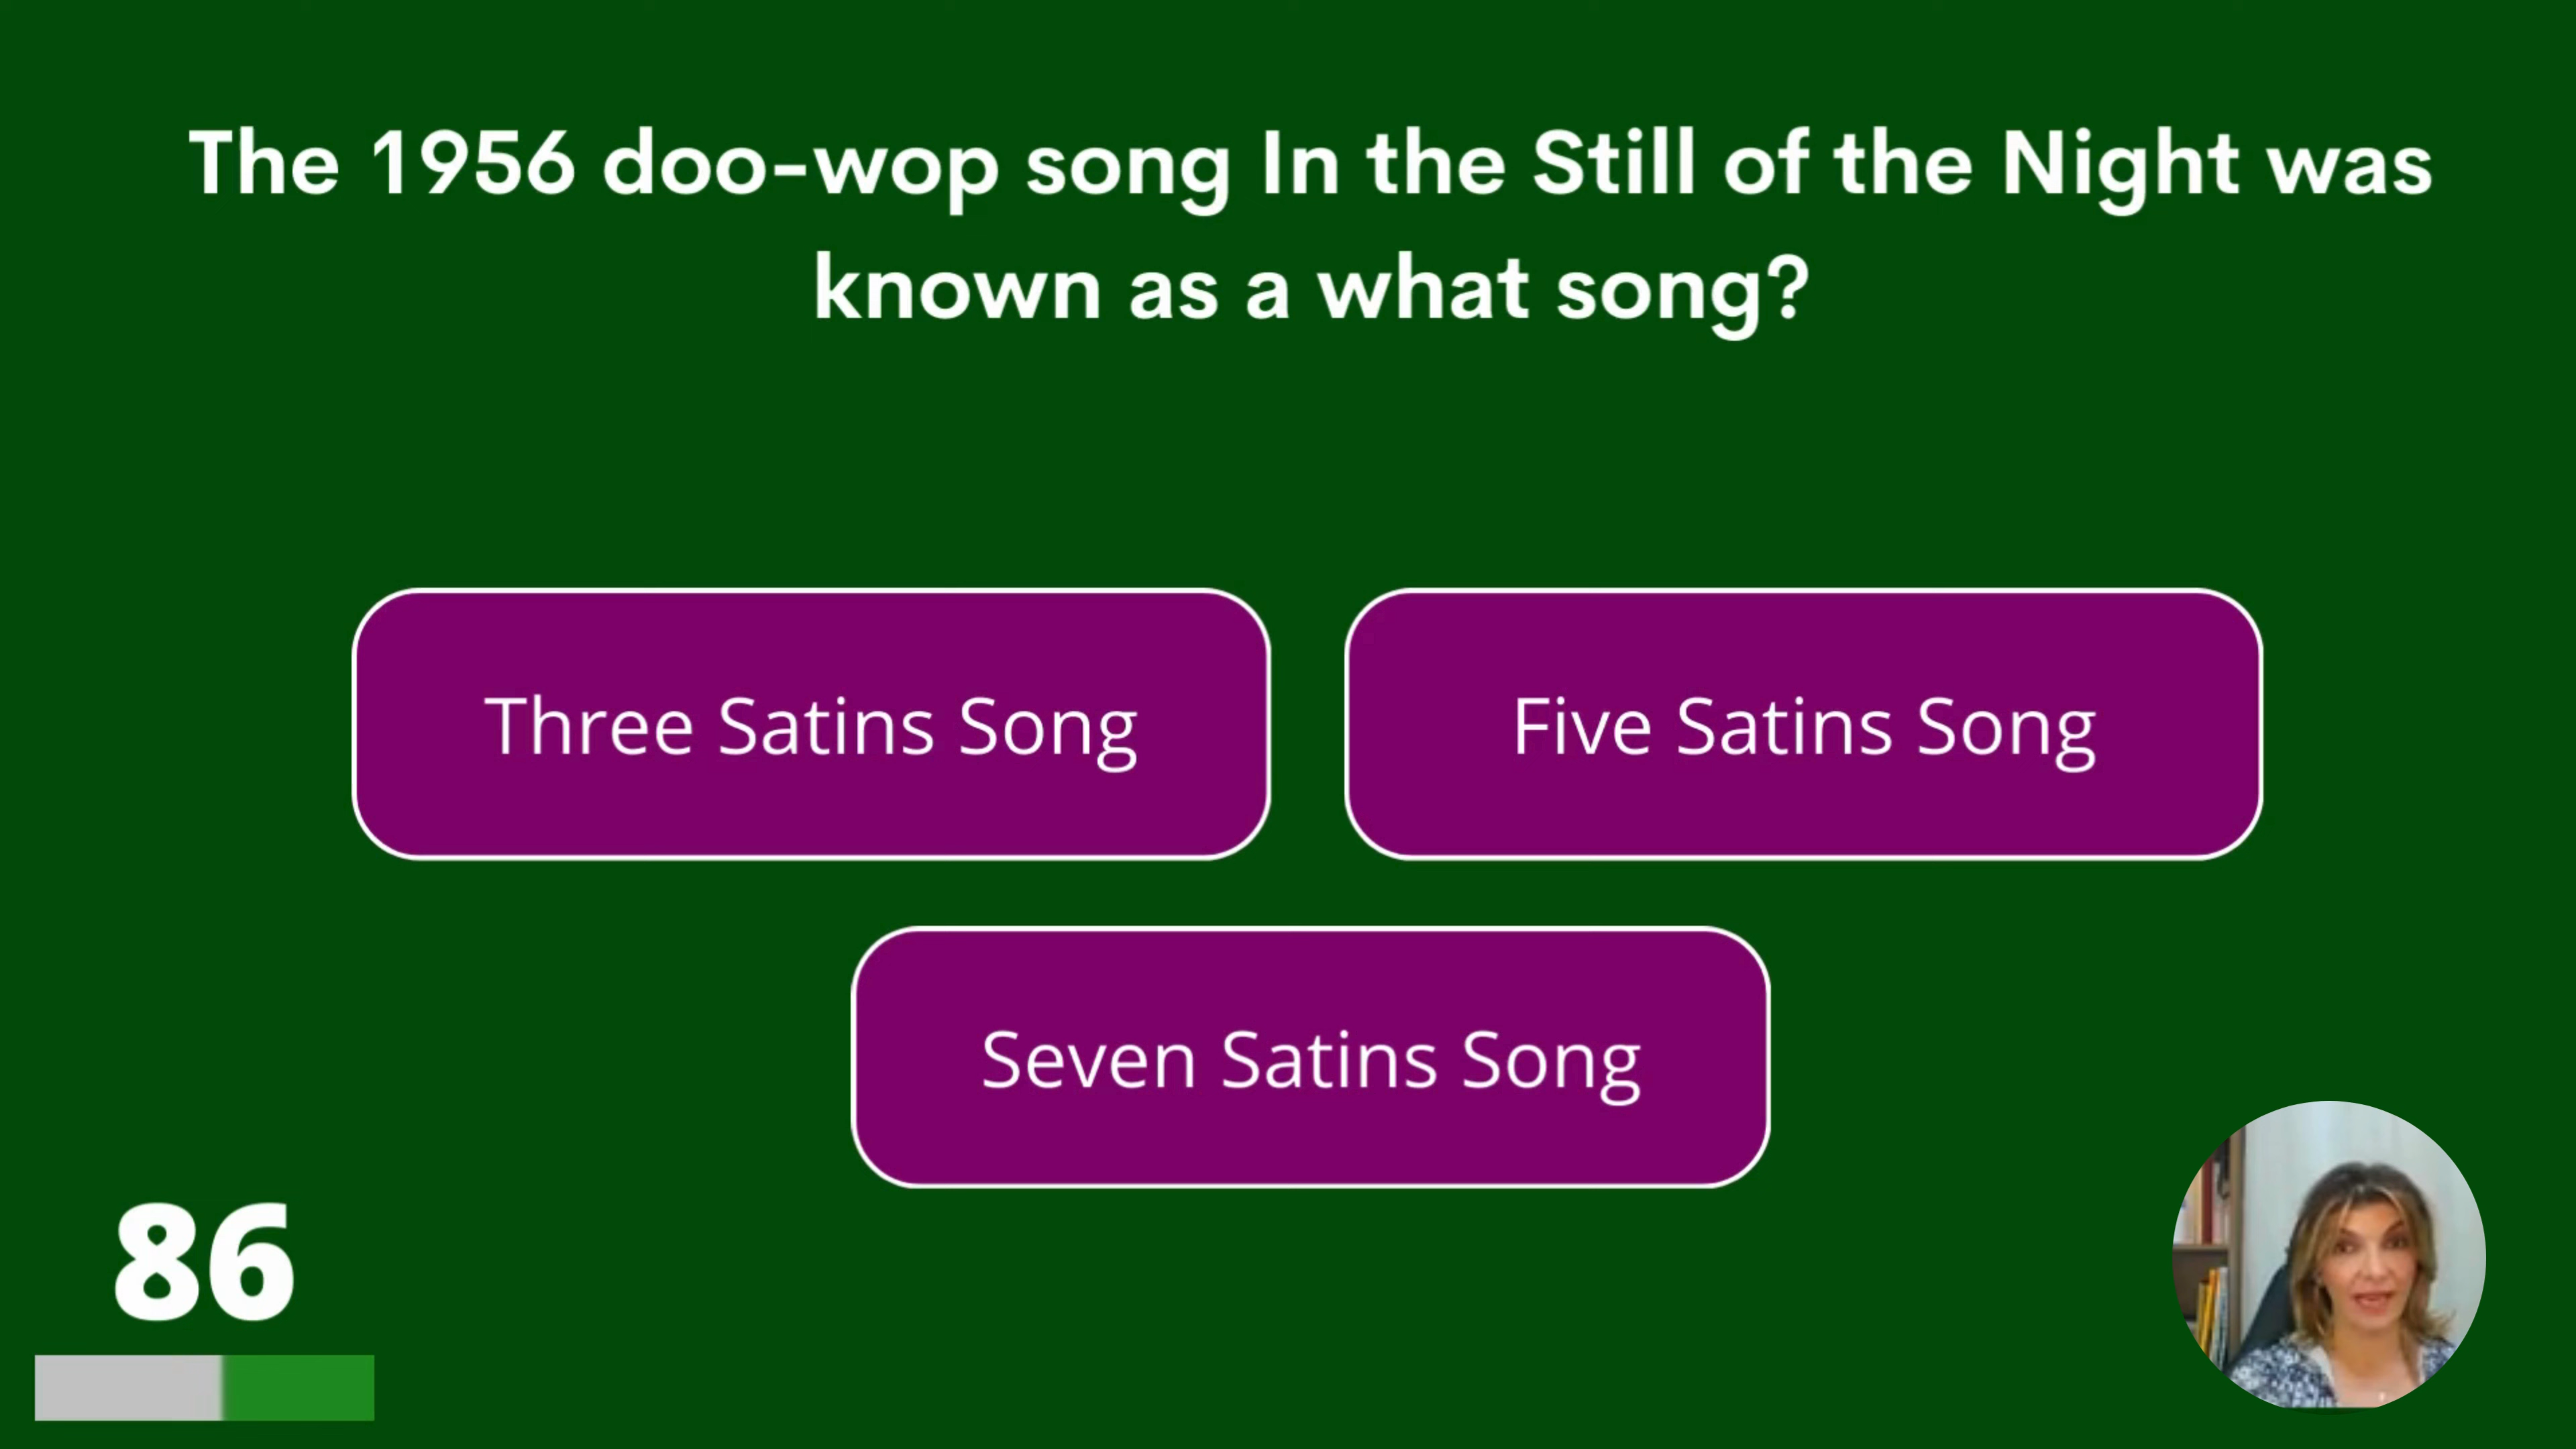 The 1956 doo-wop song In the Still of the Night was
known as a what song?
Three Satins Song
Five Satins Song
Seven Satins Song
86